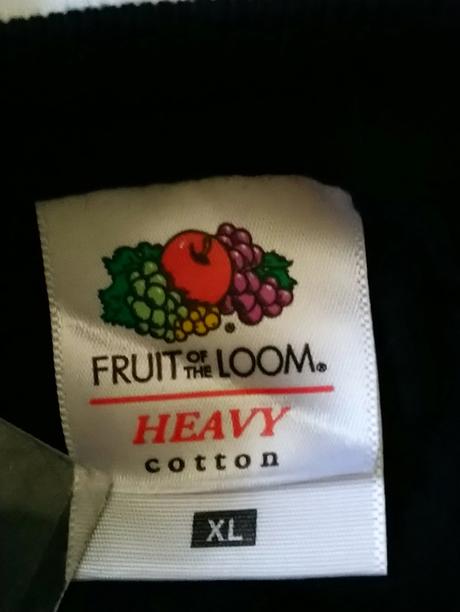 FRUIT OF THE LOOM®
HEAVY
cotton
XL